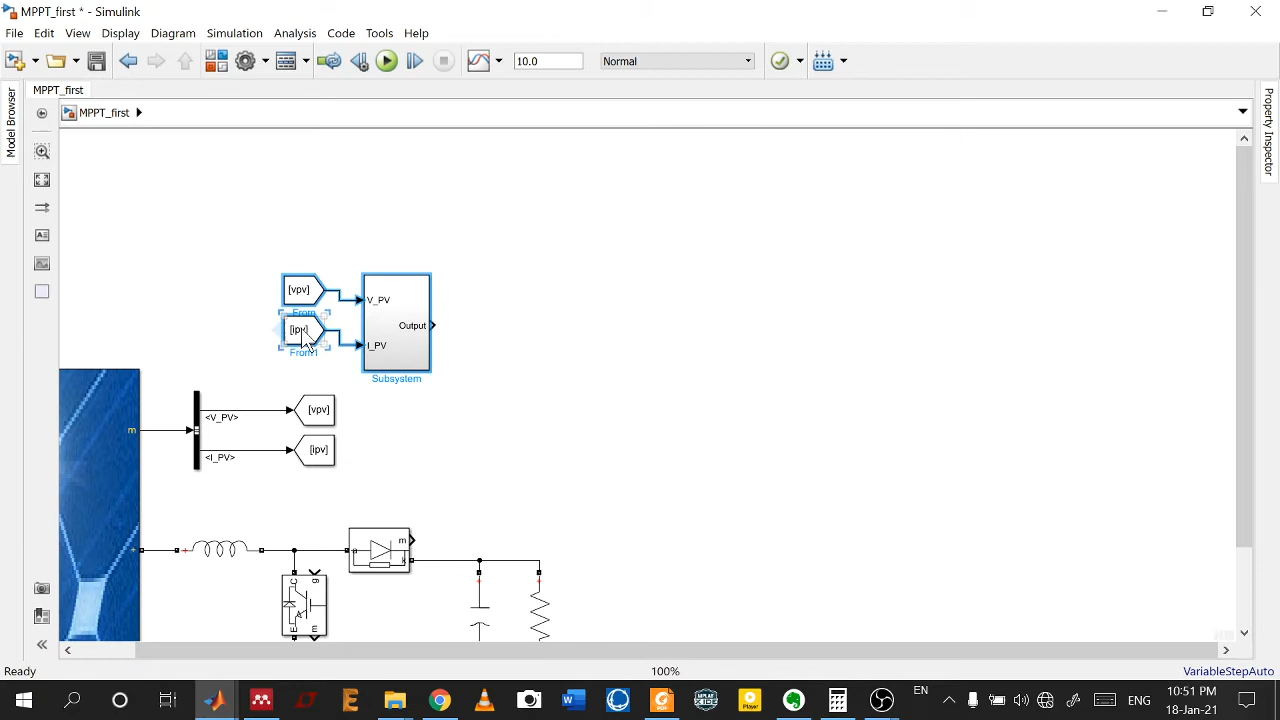 MPPT_first * - Simulink
File Edit View Display Diagram Simulation Analysis Code Tools Help
10.0
Normal
MPPT_first
MPPT_first
Model Browser
Property Inspector
[vpv]
From
[ipv]
From1
V_PV
I_PV
Output
Subsystem
m
<V_PV>
[vpv]
<I_PV>
[ipv]
+
+
a
m
k
+
+
C
g
E
m
Ready
100%
VariableStepAuto
EN
ENG
10:51 PM
18-Jan-21